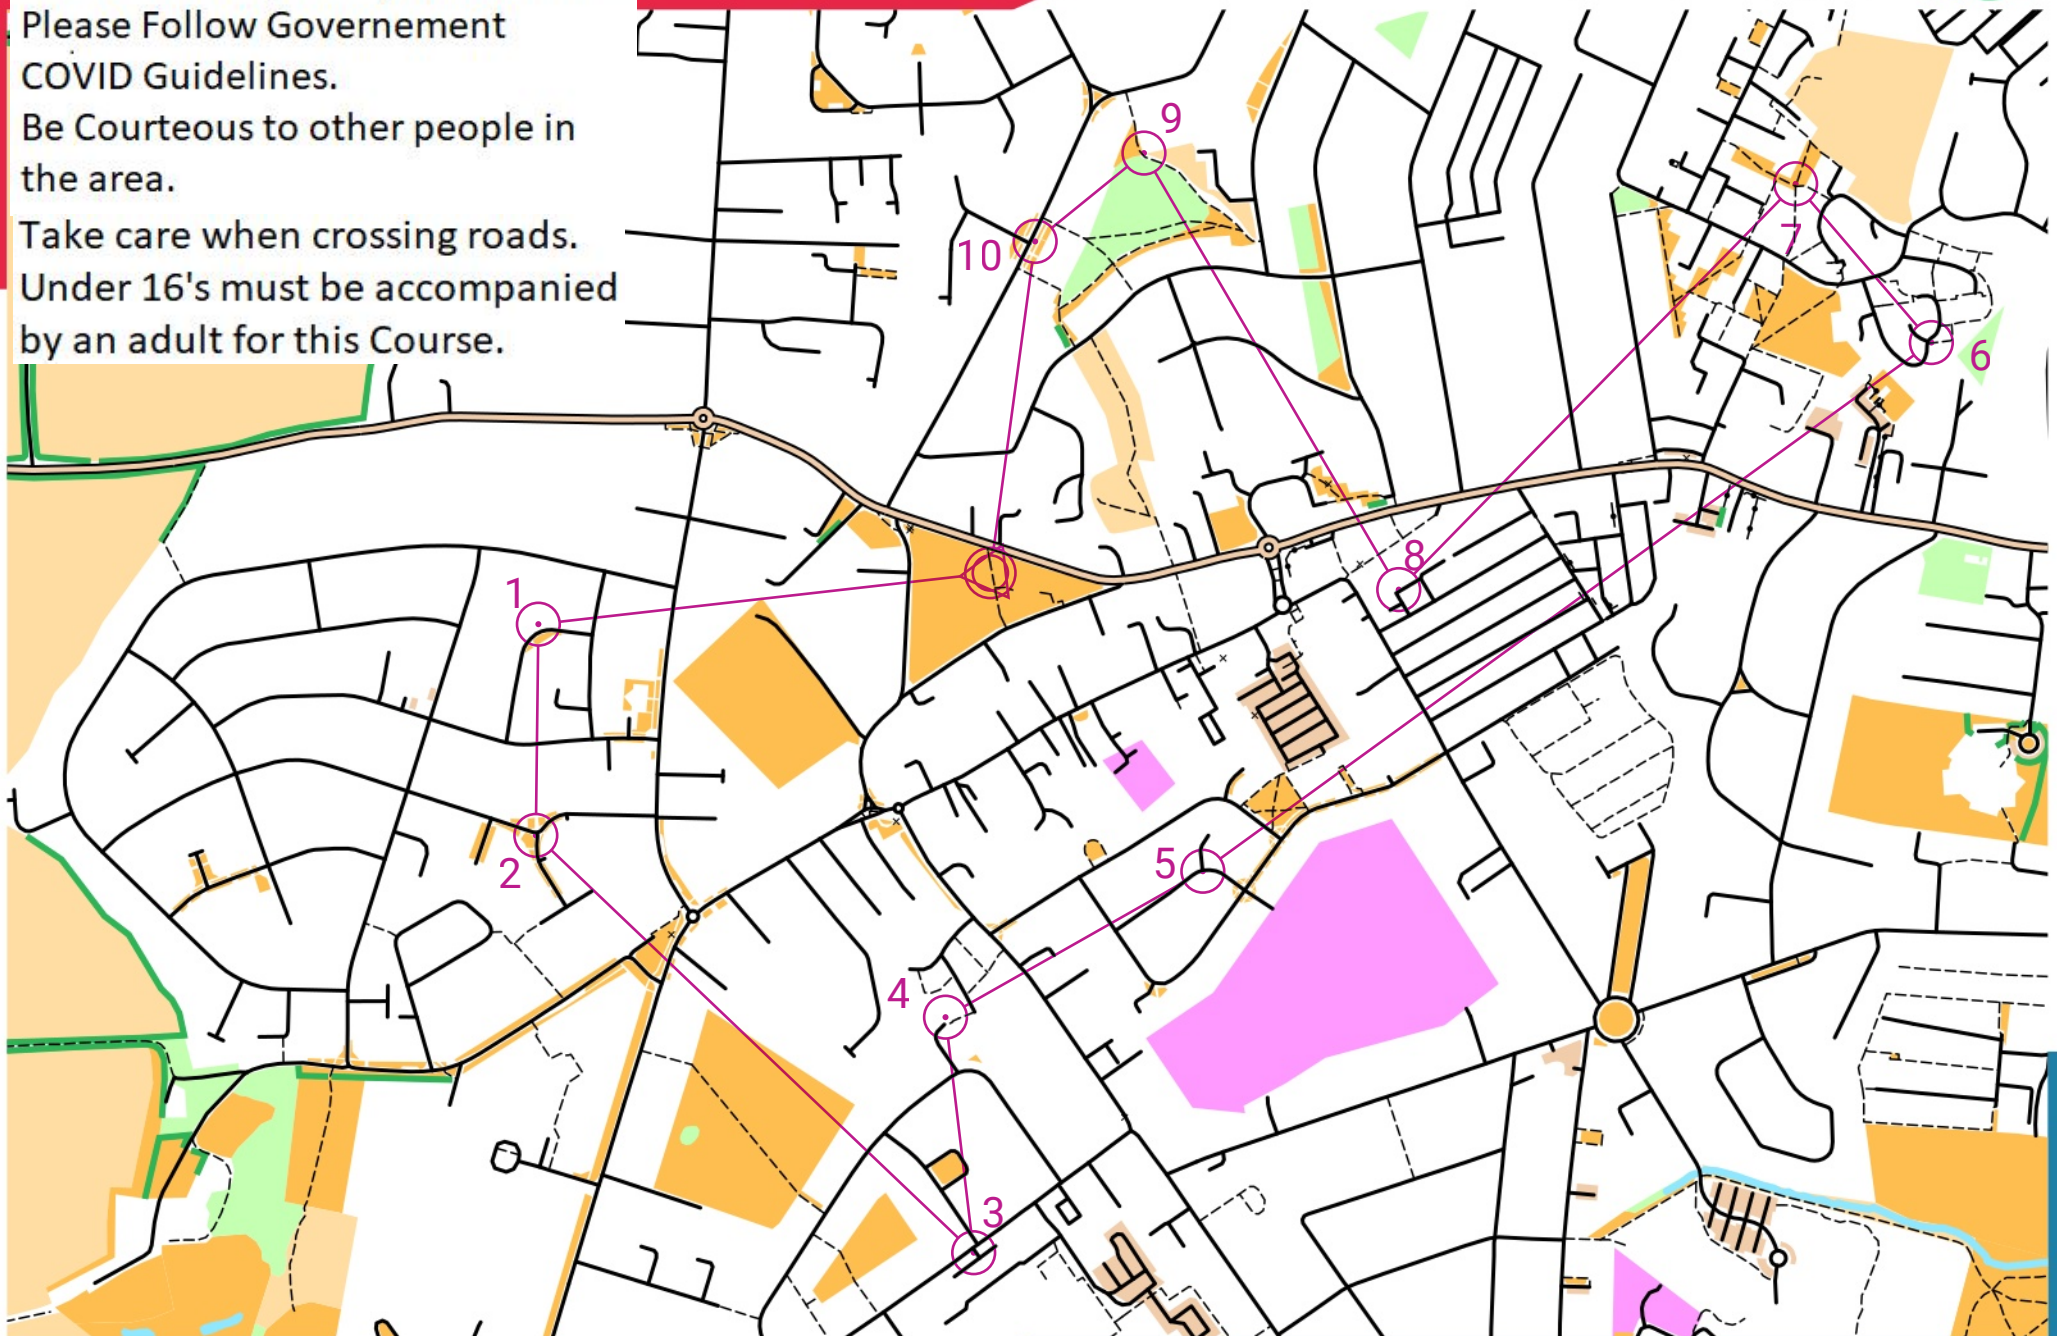 Please Follow Governement
COVID Guidelines.
Be Courteous to other people in
the area.
Take care when crossing roads.
Under 16's must be accompanied
by an adult for this Course.
9
10
7
6
8
1
2
5
4
3